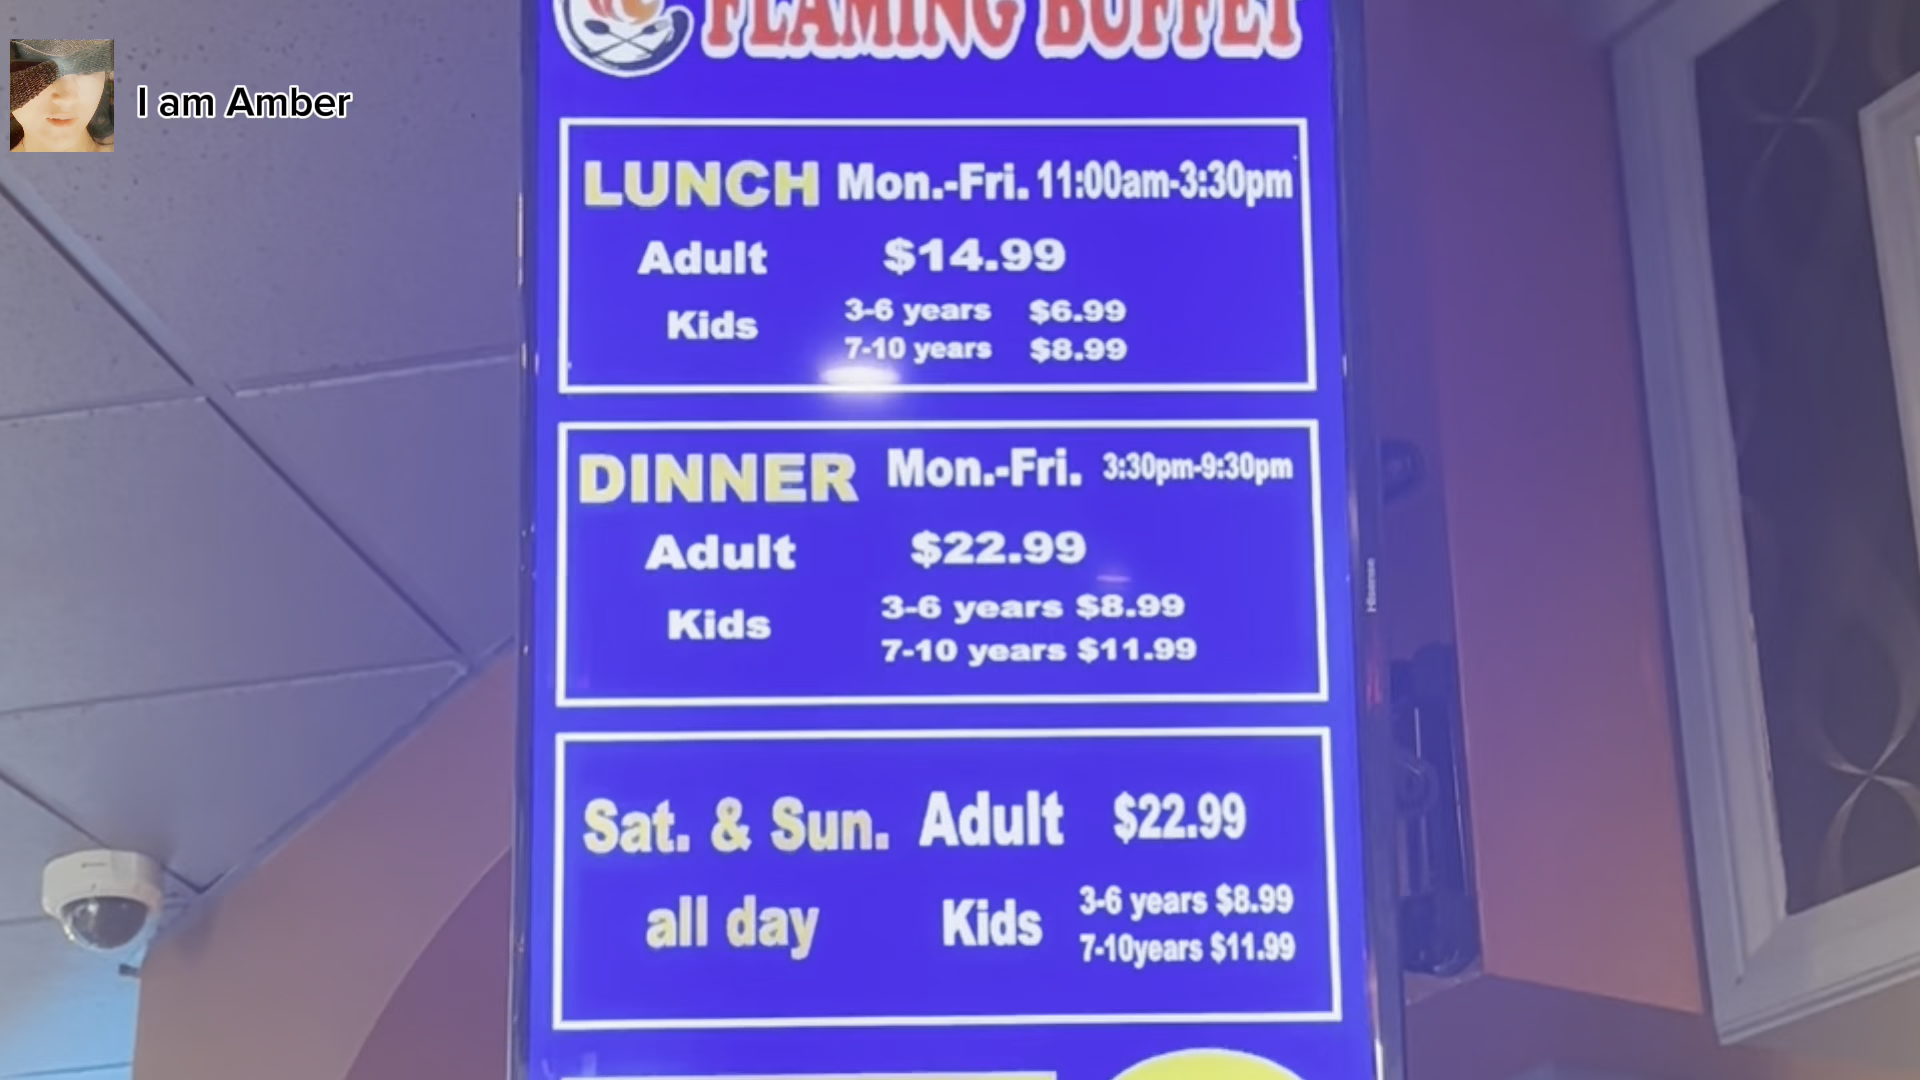 FLAMING BUFFET
I am Amber
LUNCH Mon.-Fri. 11:00am-3:30pm
Adult $14.99
Kids 3-6 years $6.99
7-10 years $8.99
DINNER Mon.-Fri. 3:30pm-9:30pm
Adult $22.99
Kids 3-6 years $8.99
7-10 years $11.99
Sat. & Sun. Adult $22.99
all day Kids 3-6 years $8.99
7-10years $11.99
Hisense